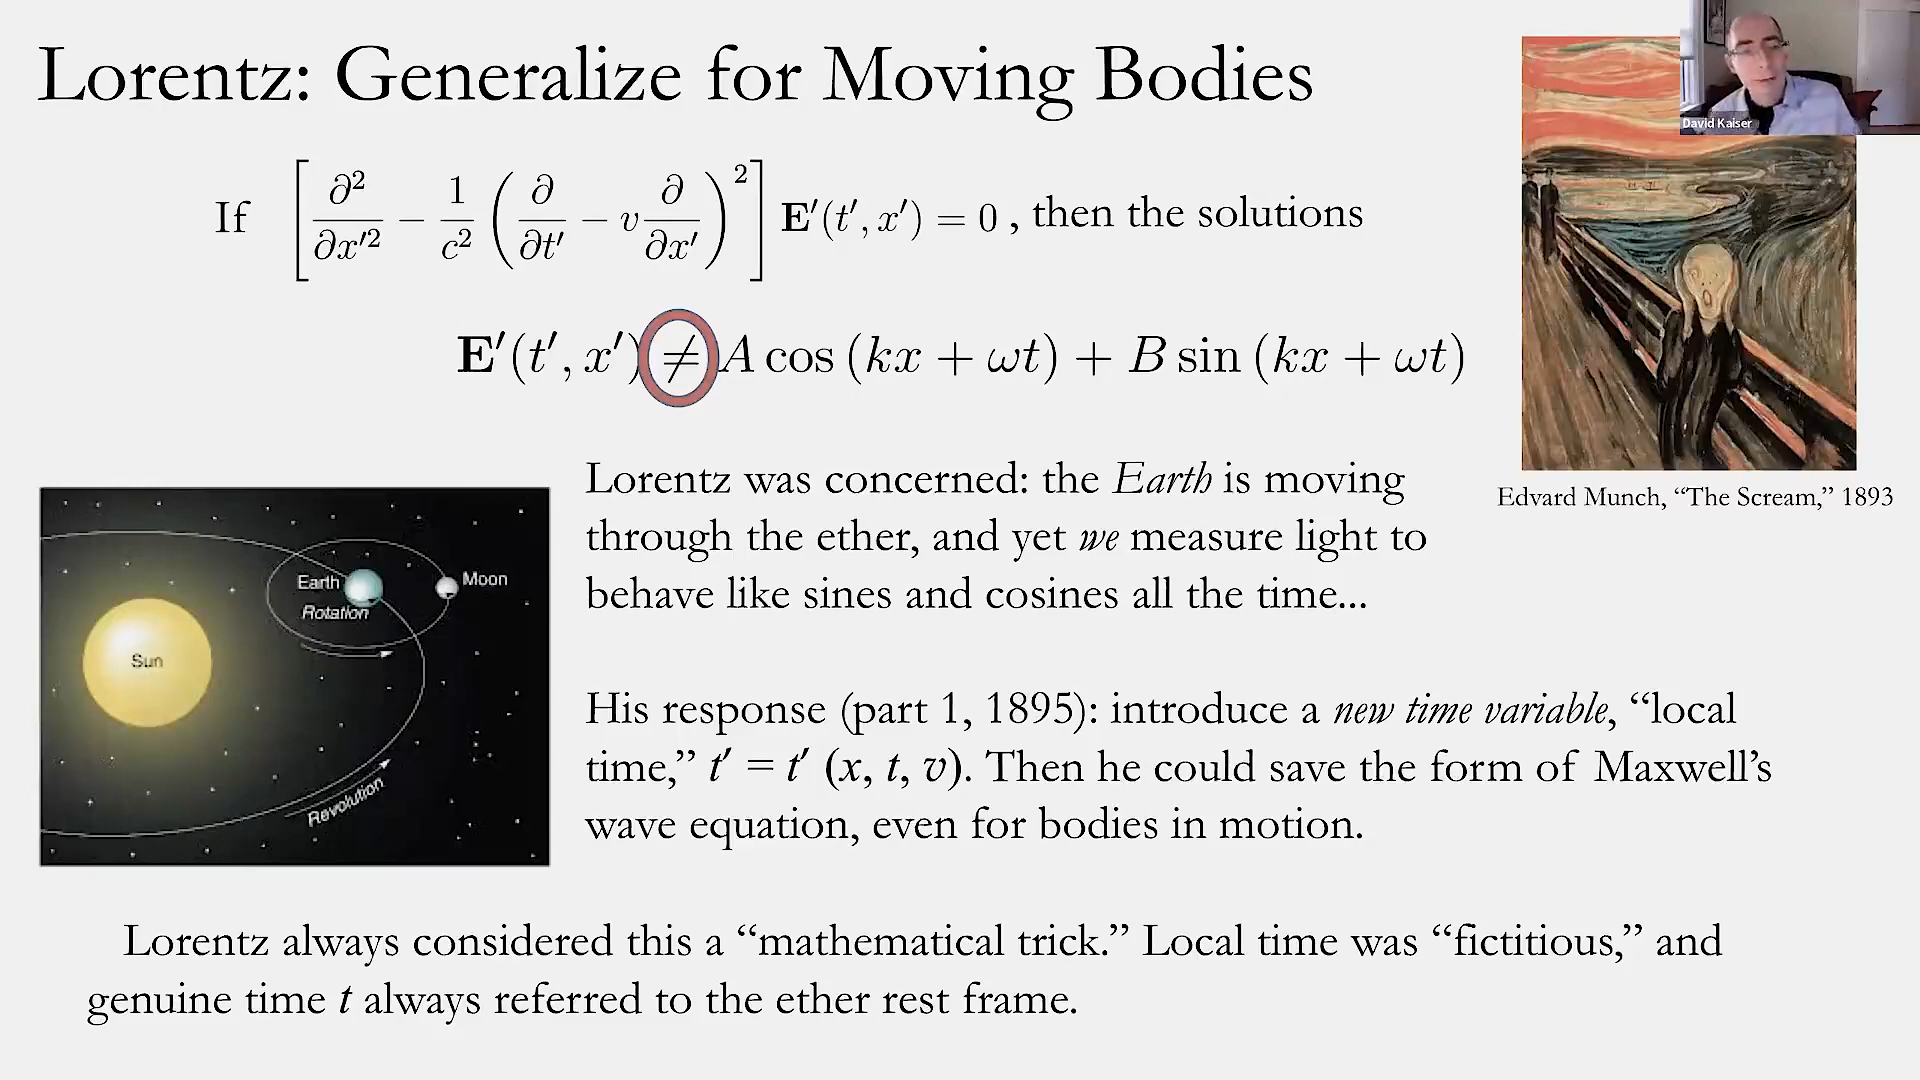 Lorentz: Generalize for Moving Bodies
David Kaiser
If [∂²/∂x′² − 1/c² (∂/∂t′ − v ∂/∂x′)²] E′(t′, x′) = 0 , then the solutions
E′(t′, x′) ≠ A cos (kx + ωt) + B sin (kx + ωt)
Edvard Munch, “The Scream,” 1893
Lorentz was concerned: the Earth is moving
through the ether, and yet we measure light to
behave like sines and cosines all the time...
Earth
Moon
Rotation
Sun
Revolution
His response (part 1, 1895): introduce a new time variable, “local
time,” t′ = t′ (x, t, v). Then he could save the form of Maxwell’s
wave equation, even for bodies in motion.
Lorentz always considered this a “mathematical trick.” Local time was “fictitious,” and
genuine time t always referred to the ether rest frame.